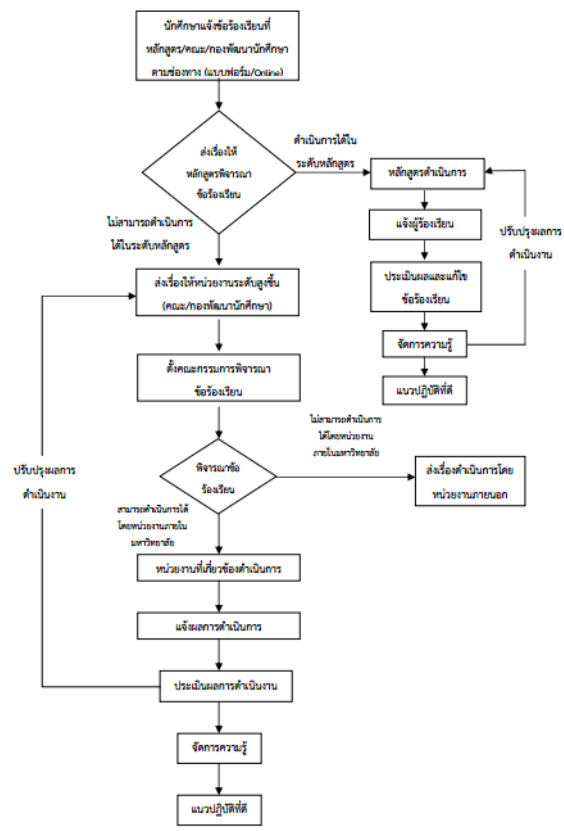 นักศึกษาแจ้งข้อร้องเรียนที่
หลักสูตร/คณะ/กองพัฒนานักศึกษา
ตามช่องทาง (แบบฟอร์ม/Online)
ส่งเรื่องให้
หลักสูตรพิจารณา
ข้อร้องเรียน
ดำเนินการได้ใน
ระดับหลักสูตร
หลักสูตรดำเนินการ
แจ้งผู้ร้องเรียน
ประเมินผลและแก้ไข
ข้อร้องเรียน
จัดการความรู้
แนวปฏิบัติที่ดี
ปรับปรุงผลการ
ดำเนินงาน
ไม่สามารถดำเนินการ
ได้ในระดับหลักสูตร
ส่งเรื่องให้หน่วยงานระดับสูงขึ้น
(คณะ/กองพัฒนานักศึกษา)
ตั้งคณะกรรมการพิจารณา
ข้อร้องเรียน
พิจารณาข้อ
ร้องเรียน
ไม่สามารถดำเนินการ
ได้โดยหน่วยงาน
ภายในมหาวิทยาลัย
ส่งเรื่องดำเนินการโดย
หน่วยงานภายนอก
ปรับปรุงผลการ
ดำเนินงาน
สามารถดำเนินการได้
โดยหน่วยงานภายใน
มหาวิทยาลัย
หน่วยงานที่เกี่ยวข้องดำเนินการ
แจ้งผลการดำเนินการ
ประเมินผลการดำเนินงาน
จัดการความรู้
แนวปฏิบัติที่ดี